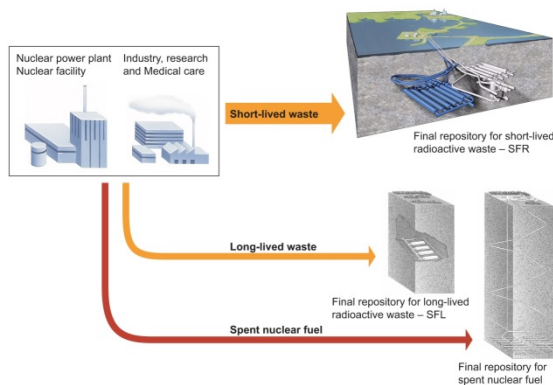 Nuclear power plant
Nuclear facility
Industry, research
and Medical care
Short-lived waste
Final repository for short-lived
radioactive waste – SFR
Long-lived waste
Final repository for long-lived
radioactive waste – SFL
Spent nuclear fuel
Final repository for
spent nuclear fuel